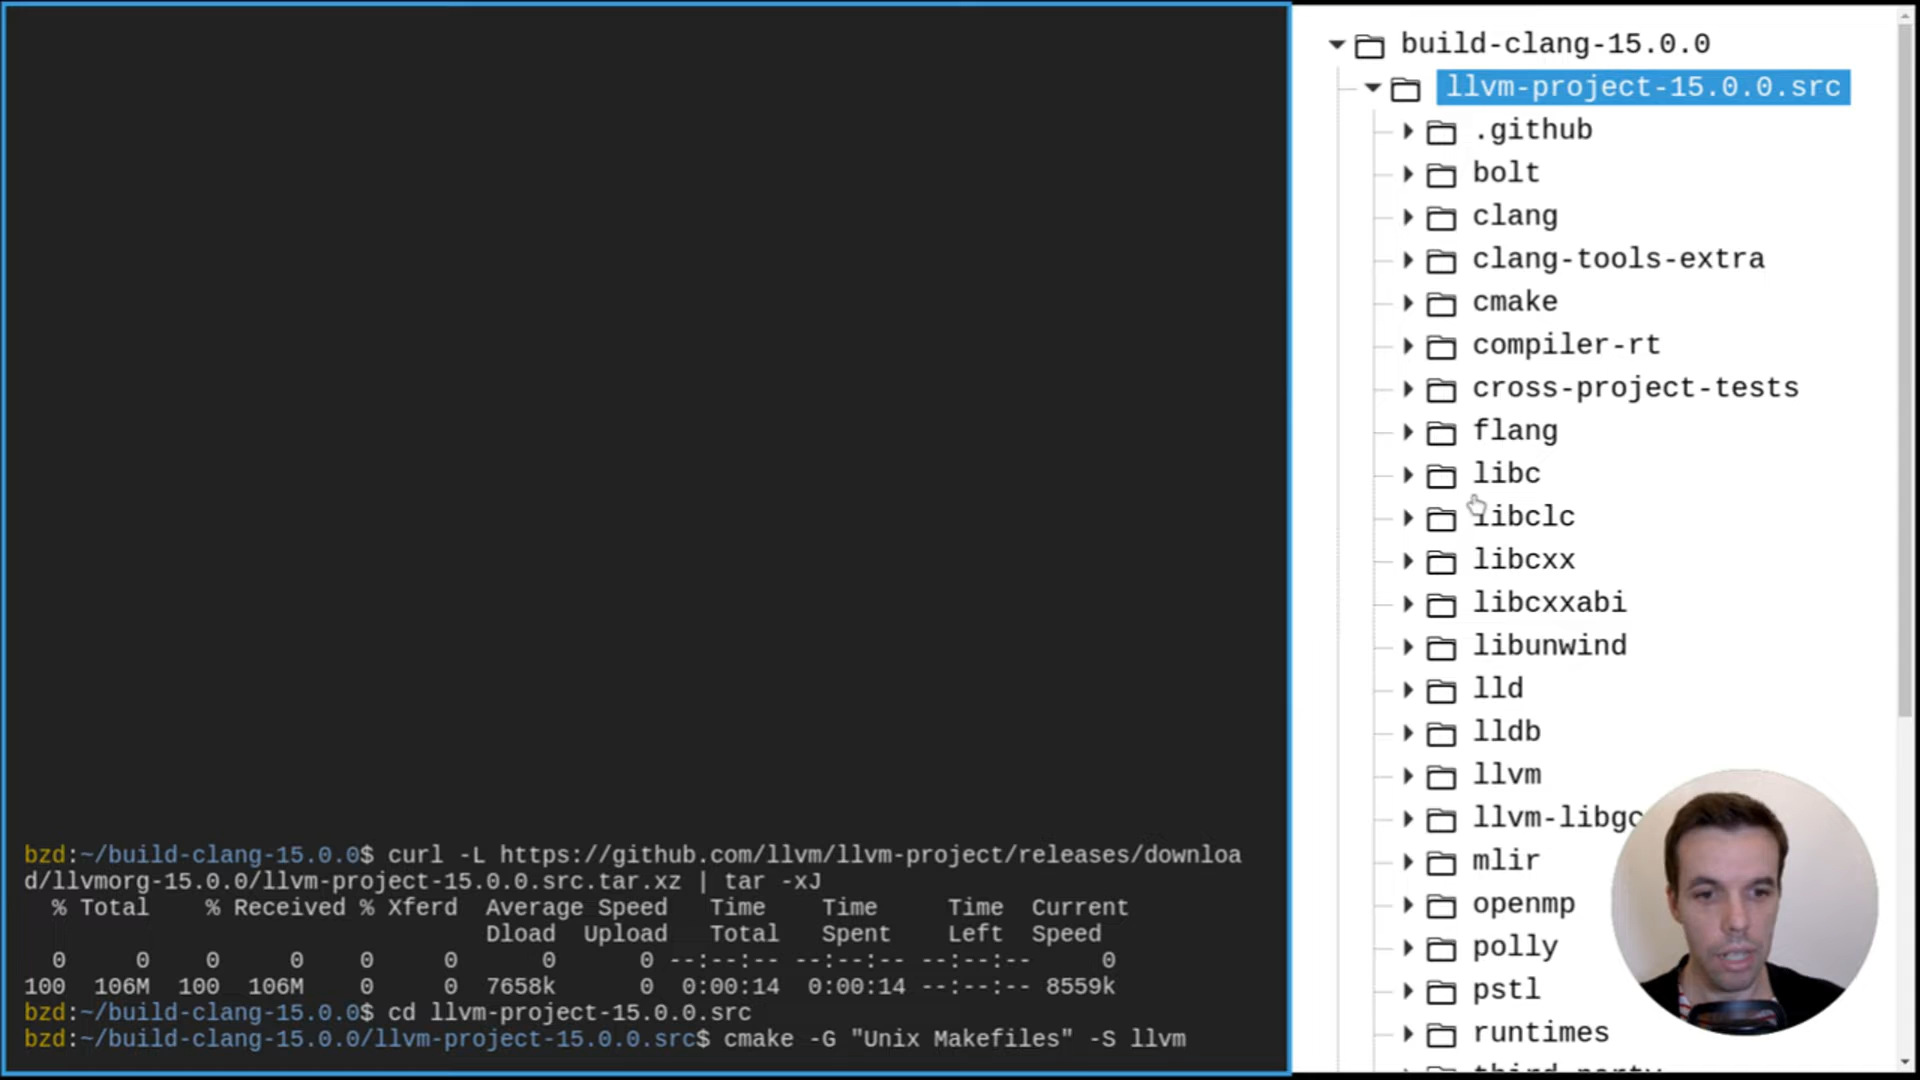 bzd:~/build-clang-15.0.0$ curl -L https://github.com/llvm/llvm-project/releases/downloa
d/llvmorg-15.0.0/llvm-project-15.0.0.src.tar.xz | tar -xJ
% Total % Received % Xferd Average Speed Time Time Time Current
Dload Upload Total Spent Left Speed
0 0 0 0 0 0 0 0 --:--:-- --:--:-- --:--:-- 0
100 106M 100 106M 0 0 7658k 0 0:00:14 0:00:14 --:--:-- 8559k
bzd:~/build-clang-15.0.0$ cd llvm-project-15.0.0.src
bzd:~/build-clang-15.0.0/llvm-project-15.0.0.src$ cmake -G "Unix Makefiles" -S llvm
build-clang-15.0.0
llvm-project-15.0.0.src
.github
bolt
clang
clang-tools-extra
cmake
compiler-rt
cross-project-tests
flang
libc
libclc
libcxx
libcxxabi
libunwind
lld
lldb
llvm
llvm-libgc
mlir
openmp
polly
pstl
runtimes